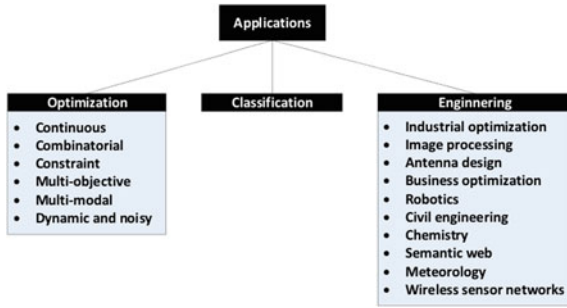 Applications
Optimization
• Continuous
• Combinatorial
• Constraint
• Multi-objective
• Multi-modal
• Dynamic and noisy
Classification
Enginnering
• Industrial optimization
• Image processing
• Antenna design
• Business optimization
• Robotics
• Civil engineering
• Chemistry
• Semantic web
• Meteorology
• Wireless sensor networks